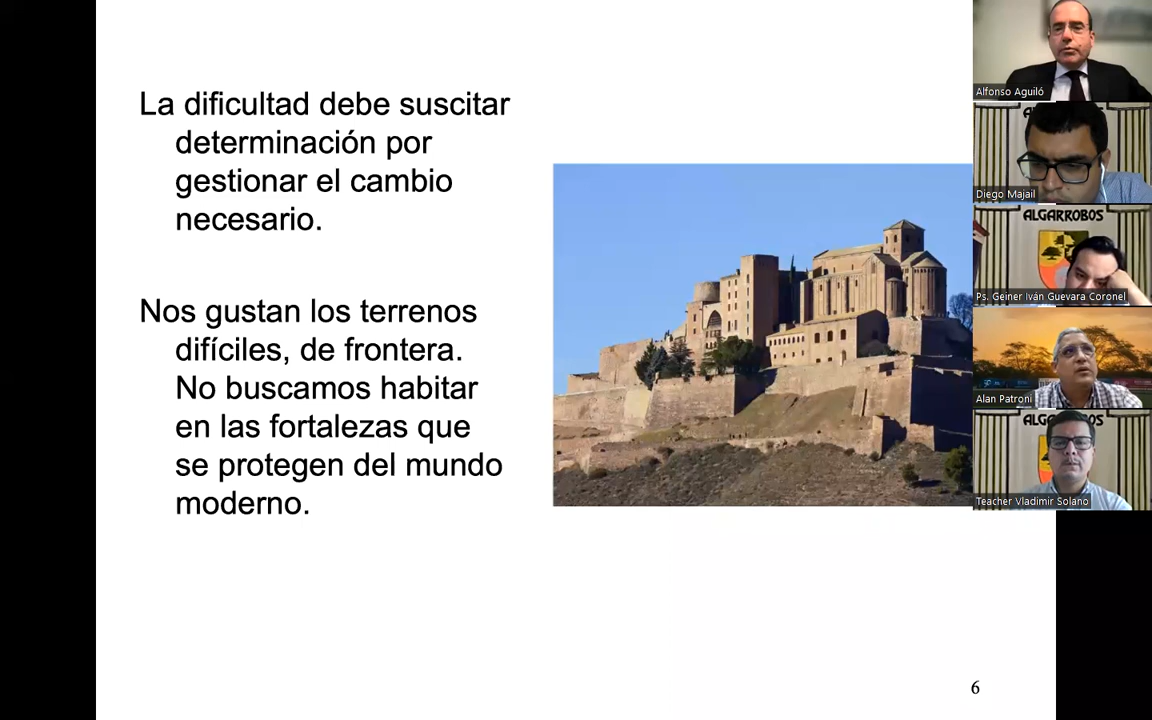 La dificultad debe suscitar
determinación por
gestionar el cambio
necesario.
Nos gustan los terrenos
difíciles, de frontera.
No buscamos habitar
en las fortalezas que
se protegen del mundo
moderno.
6
Alfonso Aguiló
Diego Majail
ALGARROBOS
Ps. Geiner Iván Guevara Coronel
Alan Patroni
Teacher Vladimir Solano